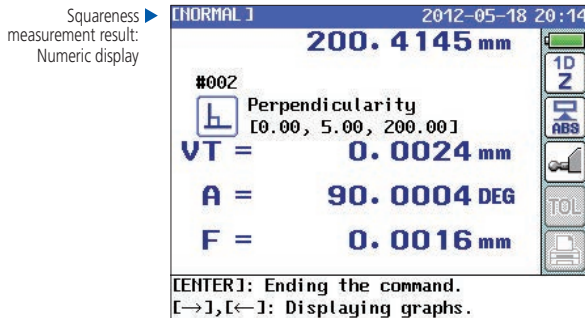 Squareness
measurement result:
Numeric display
[NORMAL] 2012-05-18 20:14
200.4145 mm
1D
Z
#002
Perpendicularity
[0.00, 5.00, 200.00]
ABS
VT = 0.0024 mm
A = 90.0004 DEG
TOL
F = 0.0016 mm
[ENTER]: Ending the command.
[→],[←]: Displaying graphs.